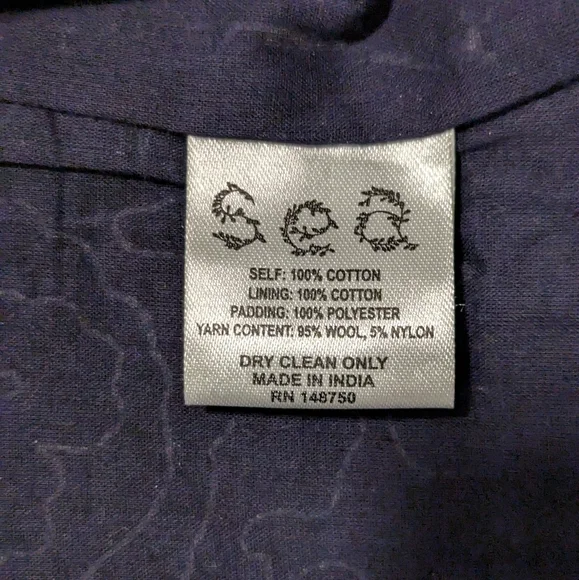 SELF: 100% COTTON
LINING: 100% COTTON
PADDING: 100% POLYESTER
YARN CONTENT: 95% WOOL, 5% NYLON
DRY CLEAN ONLY
MADE IN INDIA
RN 148750